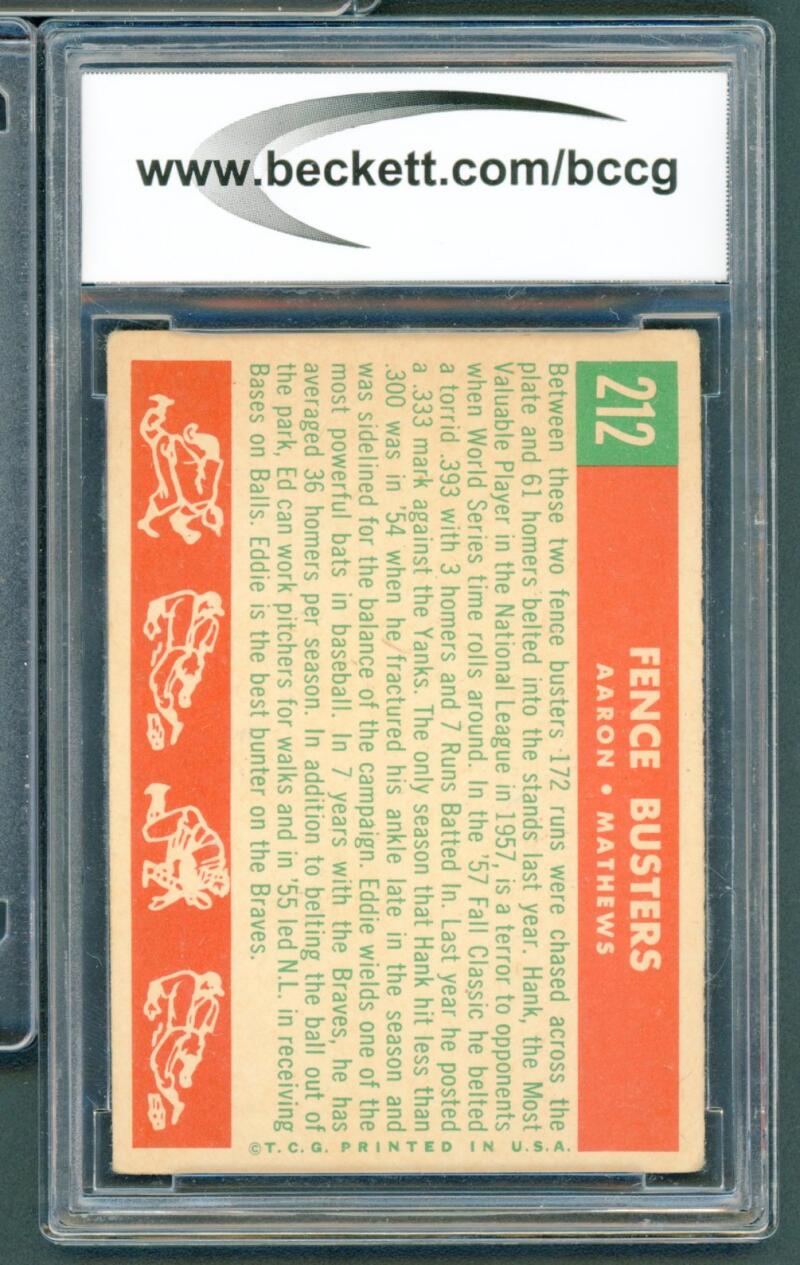 www.beckett.com/bccg
212
FENCE BUSTERS
AARON • MATHEWS
Between these two fence busters 172 runs were chased across the
plate and 61 homers belted into the stands last year. Hank, the Most
Valuable Player in the National League in 1957, is a terror to opponents
when World Series time rolls around. In the '57 Fall Classic he belted
a torrid .393 with 3 homers and 7 Runs Batted In. Last year he posted
a .333 mark against the Yanks. The only season that Hank hit less than
.300 was in '54 when he fractured his ankle late in the season and
was sidelined for the balance of the campaign. Eddie wields one of the
most powerful bats in baseball. In 7 years with the Braves, he has
averaged 36 homers per season. In addition to belting the ball out of
the park, Ed can work pitchers for walks and in '55 led N.L. in receiving
Bases on Balls. Eddie is the best bunter on the Braves.
© T. C. G. PRINTED IN U.S.A.